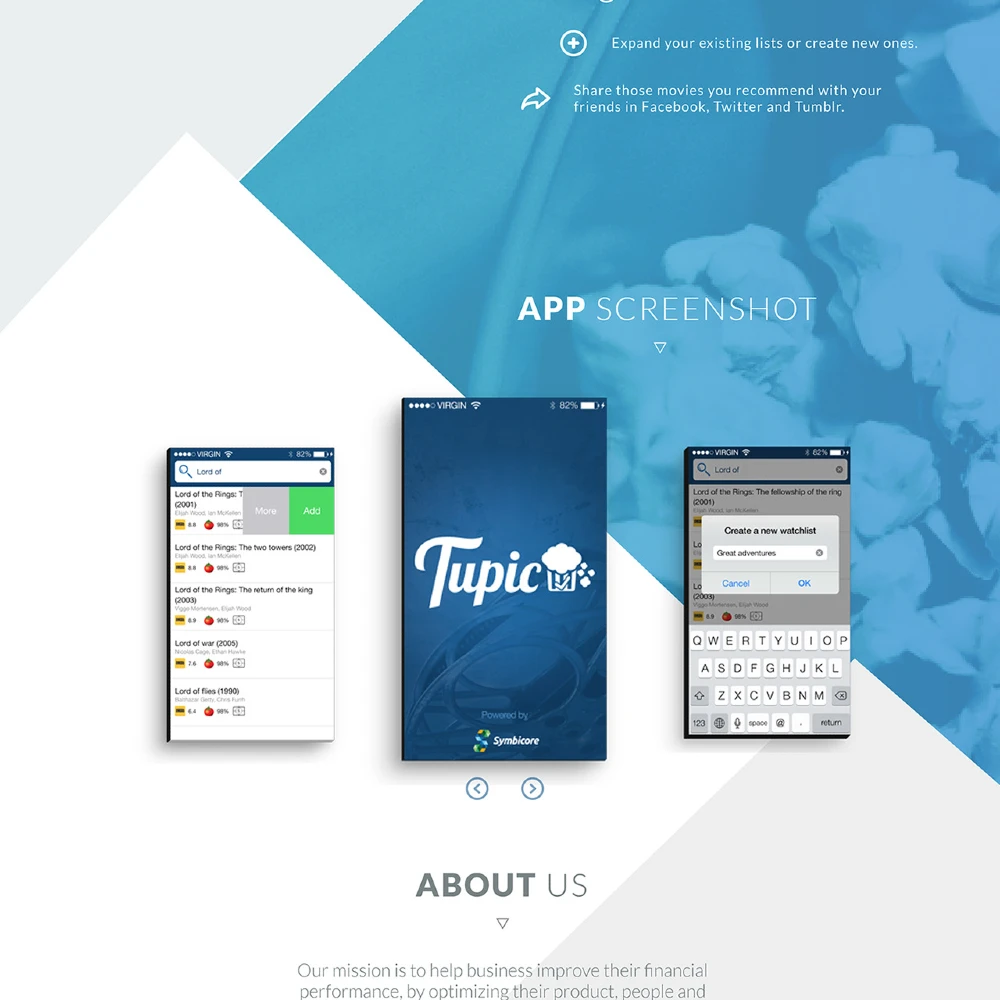 Expand your existing lists or create new ones.
Share those movies you recommend with your
friends in Facebook, Twitter and Tumblr.
APP SCREENSHOT
VIRGIN 82%
Lord of
Lord of the Rings: T
(2001)
Elijah Wood, Ian McKellen
8.8 98%
More
Add
Lord of the Rings: The two towers (2002)
Elijah Wood, Ian McKellen
8.8 98%
Lord of the Rings: The return of the king
(2003)
Viggo Mortensen, Elijah Wood
8.9 98%
Lord of war (2005)
Nicolas Cage, Ethan Hawke
7.6 98%
Lord of flies (1990)
Balthazar Getty, Chris Furrh
6.4 98%
VIRGIN 82%
Tupic
Powered by
Symbicore
VIRGIN 62%
Lord of
Lord of the Rings: The fellowship of the ring
Create a new watchlist
Great adventures
Cancel OK
(2003)
Viggo Mortensen, Elijah Wood
8.9 98%
Q W E R T Y U I O P
A S D F G H J K L
Z X C V B N M
123 space @ . return
ABOUT US
Our mission is to help business improve their financial
performance, by optimizing their product, people and